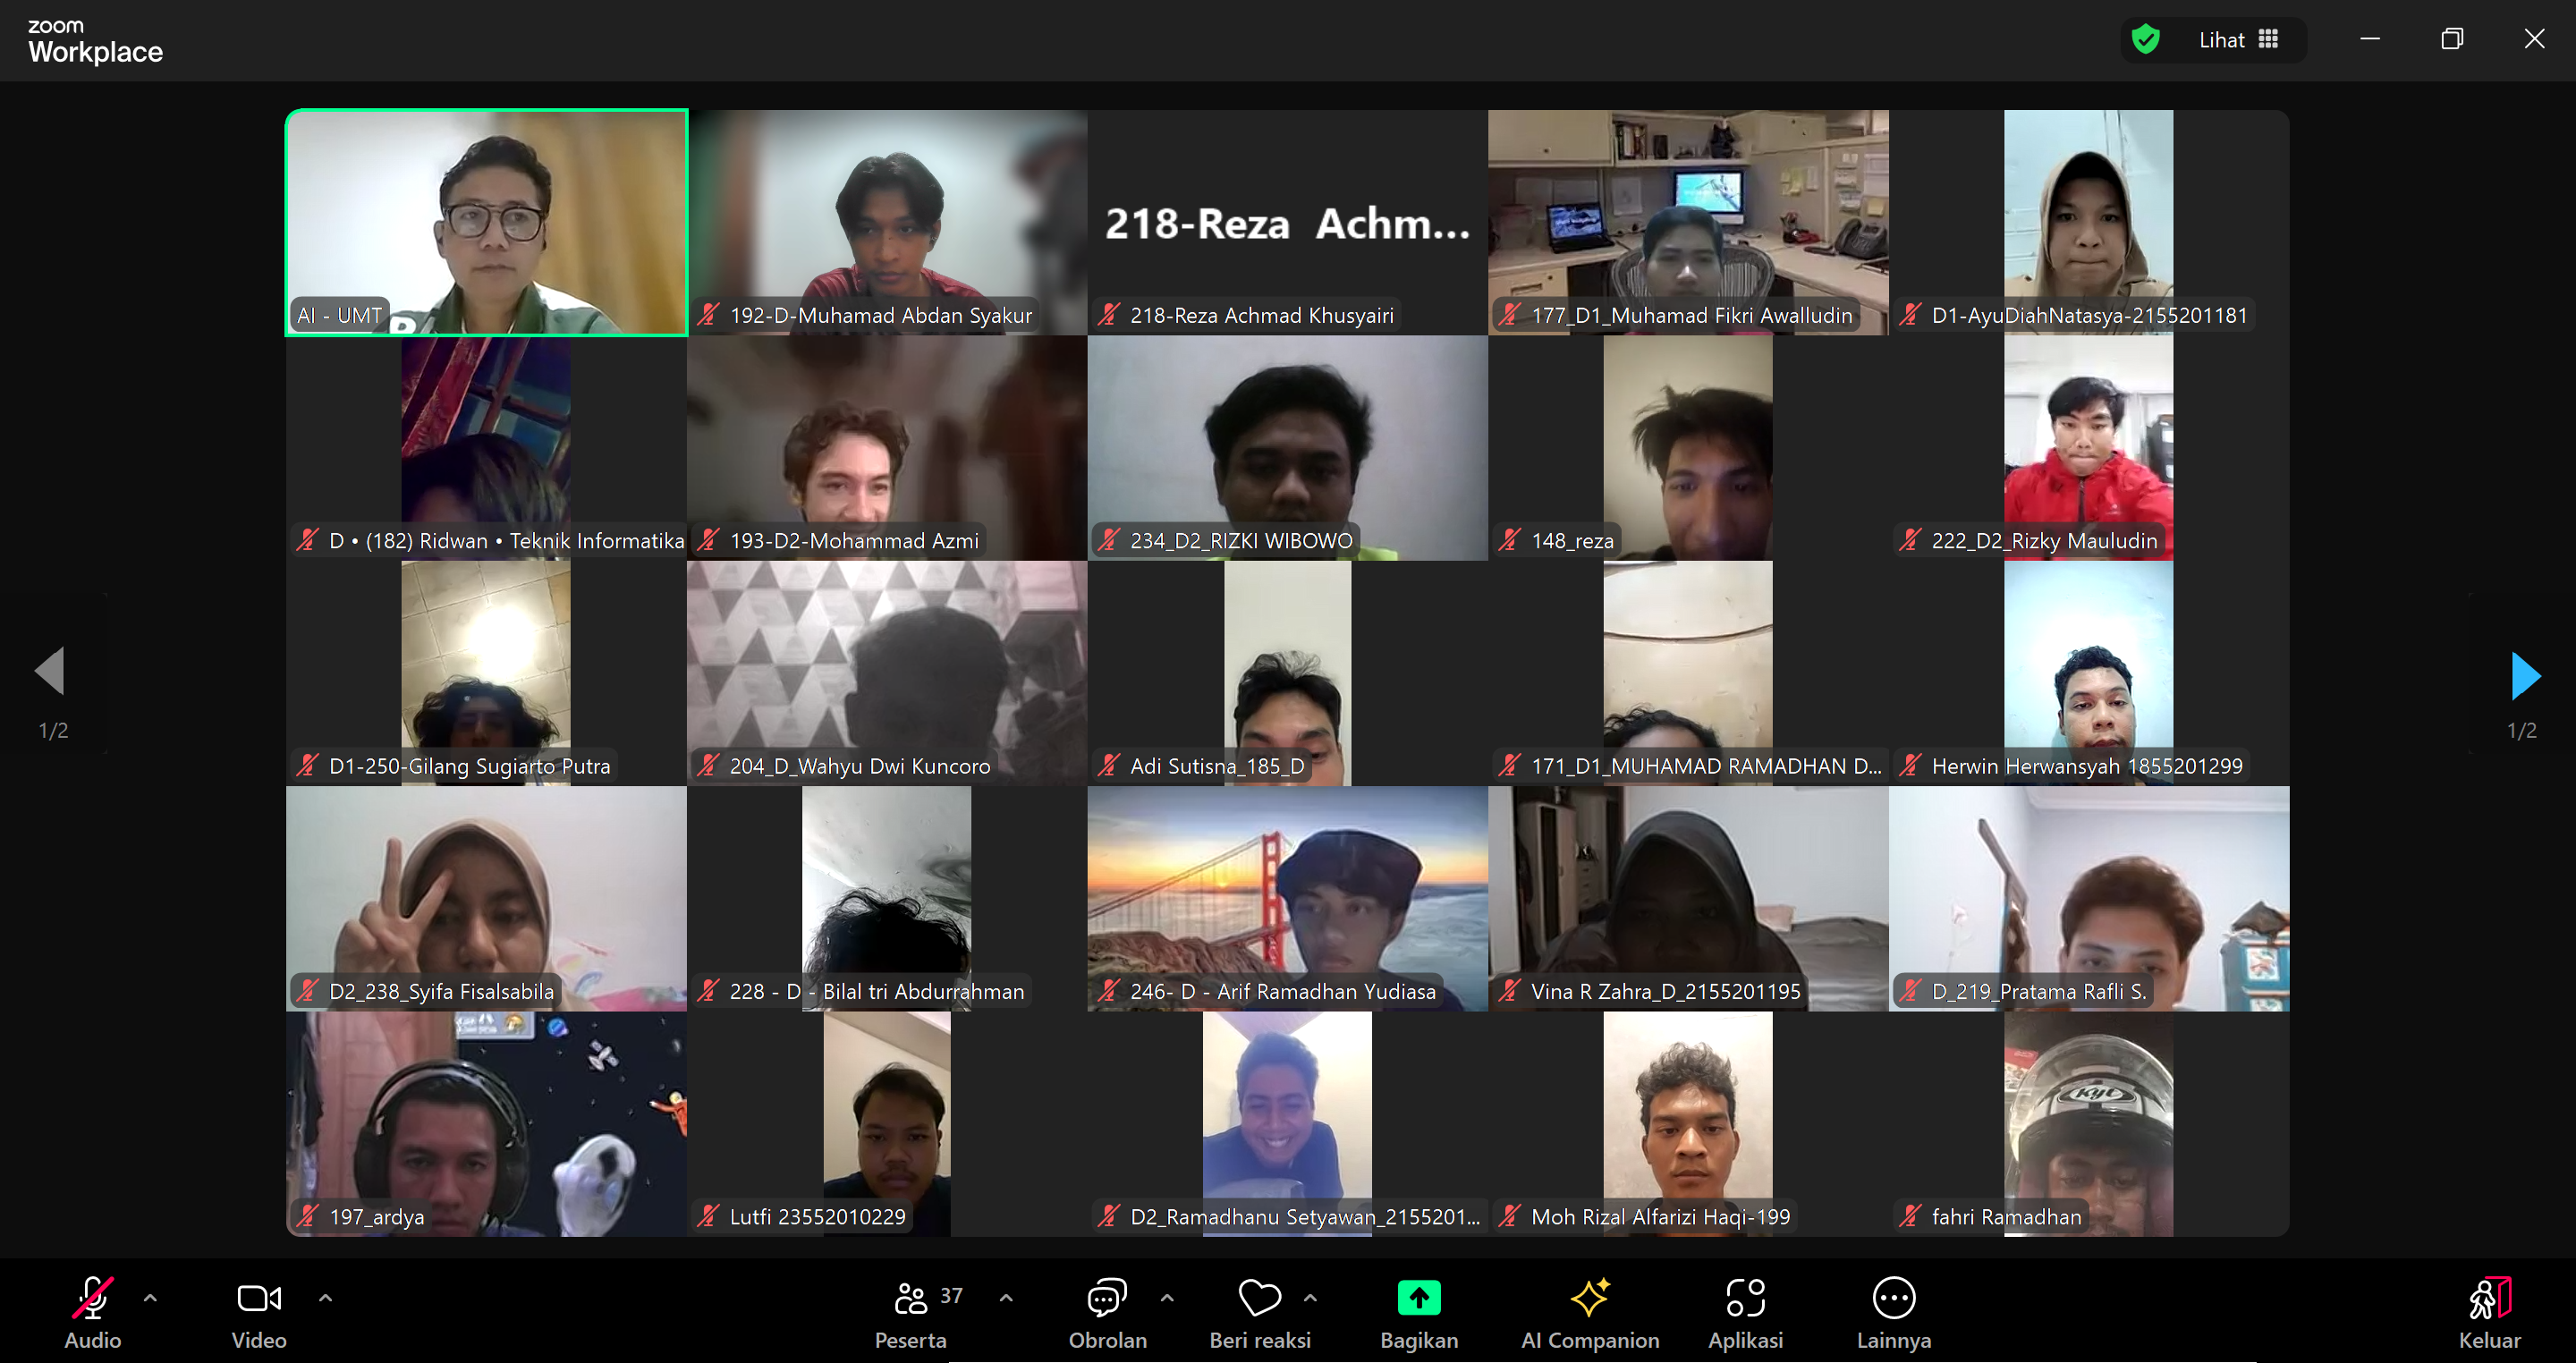 zoom
Workplace
Lihat
AI - UMT
192-D-Muhamad Abdan Syakur
218-Reza Achm...
218-Reza Achmad Khusyairi
177_D1_Muhamad Fikri Awalludin
D1-AyuDiahNatasya-2155201181
D • (182) Ridwan • Teknik Informatika
193-D2-Mohammad Azmi
234_D2_RIZKI WIBOWO
148_reza
222_D2_Rizky Mauludin
D1-250-Gilang Sugiarto Putra
204_D_Wahyu Dwi Kuncoro
Adi Sutisna_185_D
171_D1_MUHAMAD RAMADHAN D...
Herwin Herwansyah 1855201299
1/2
1/2
D2_238_Syifa Fisalsabila
228 - D - Bilal tri Abdurrahman
246- D - Arif Ramadhan Yudiasa
Vina R Zahra_D_2155201195
D_219_Pratama Rafli S.
Kyt
197_ardya
Lutfi 23552010229
D2_Ramadhanu Setyawan_2155201...
Moh Rizal Alfarizi Haqi-199
fahri Ramadhan
37
Audio
Video
Peserta
Obrolan
Beri reaksi
Bagikan
AI Companion
Aplikasi
Lainnya
Keluar